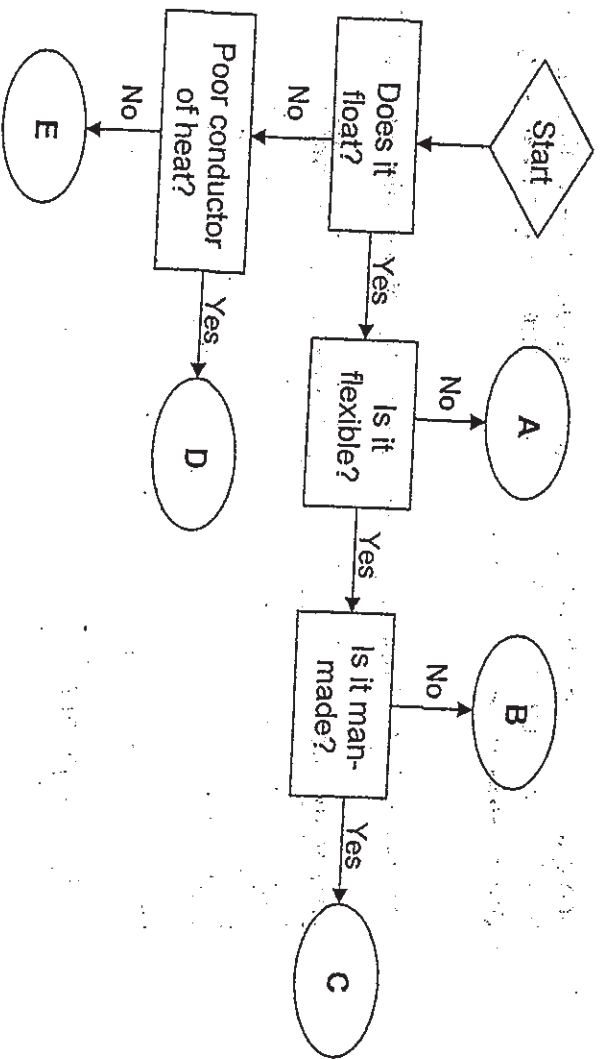 Start
Does it
float?
Yes
No
Is it
flexible?
No
A
Yes
Is it man-
made?
No
B
Yes
C
Poor conductor
of heat?
Yes
D
No
E